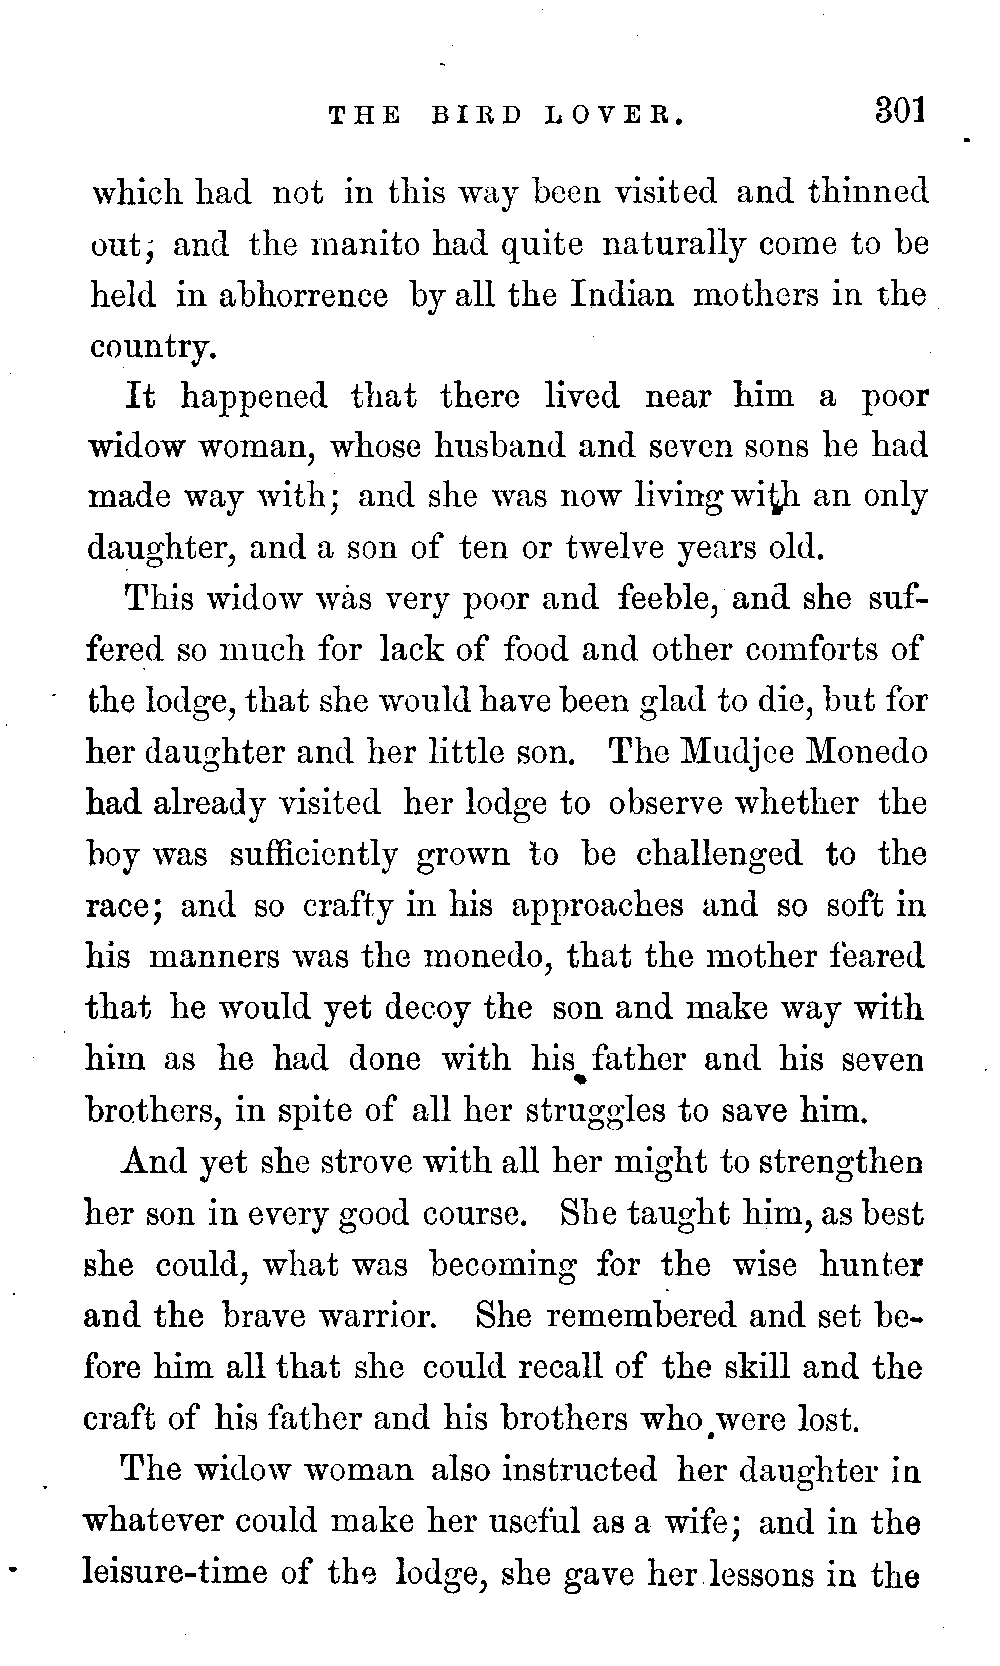 THE BIRD LOVER. 301
which had not in this way been visited and thinned
out; and the manito had quite naturally come to be
held in abhorrence by all the Indian mothers in the
country.
It happened that there lived near him a poor
widow woman, whose husband and seven sons he had
made way with; and she was now living with an only
daughter, and a son of ten or twelve years old.
This widow was very poor and feeble, and she suf-
fered so much for lack of food and other comforts of
the lodge, that she would have been glad to die, but for
her daughter and her little son. The Mudjee Monedo
had already visited her lodge to observe whether the
boy was sufficiently grown to be challenged to the
race; and so crafty in his approaches and so soft in
his manners was the monedo, that the mother feared
that he would yet decoy the son and make way with
him as he had done with his father and his seven
brothers, in spite of all her struggles to save him.
And yet she strove with all her might to strengthen
her son in every good course. She taught him, as best
she could, what was becoming for the wise hunter
and the brave warrior. She remembered and set be-
fore him all that she could recall of the skill and the
craft of his father and his brothers who were lost.
The widow woman also instructed her daughter in
whatever could make her useful as a wife; and in the
leisure-time of the lodge, she gave her lessons in the